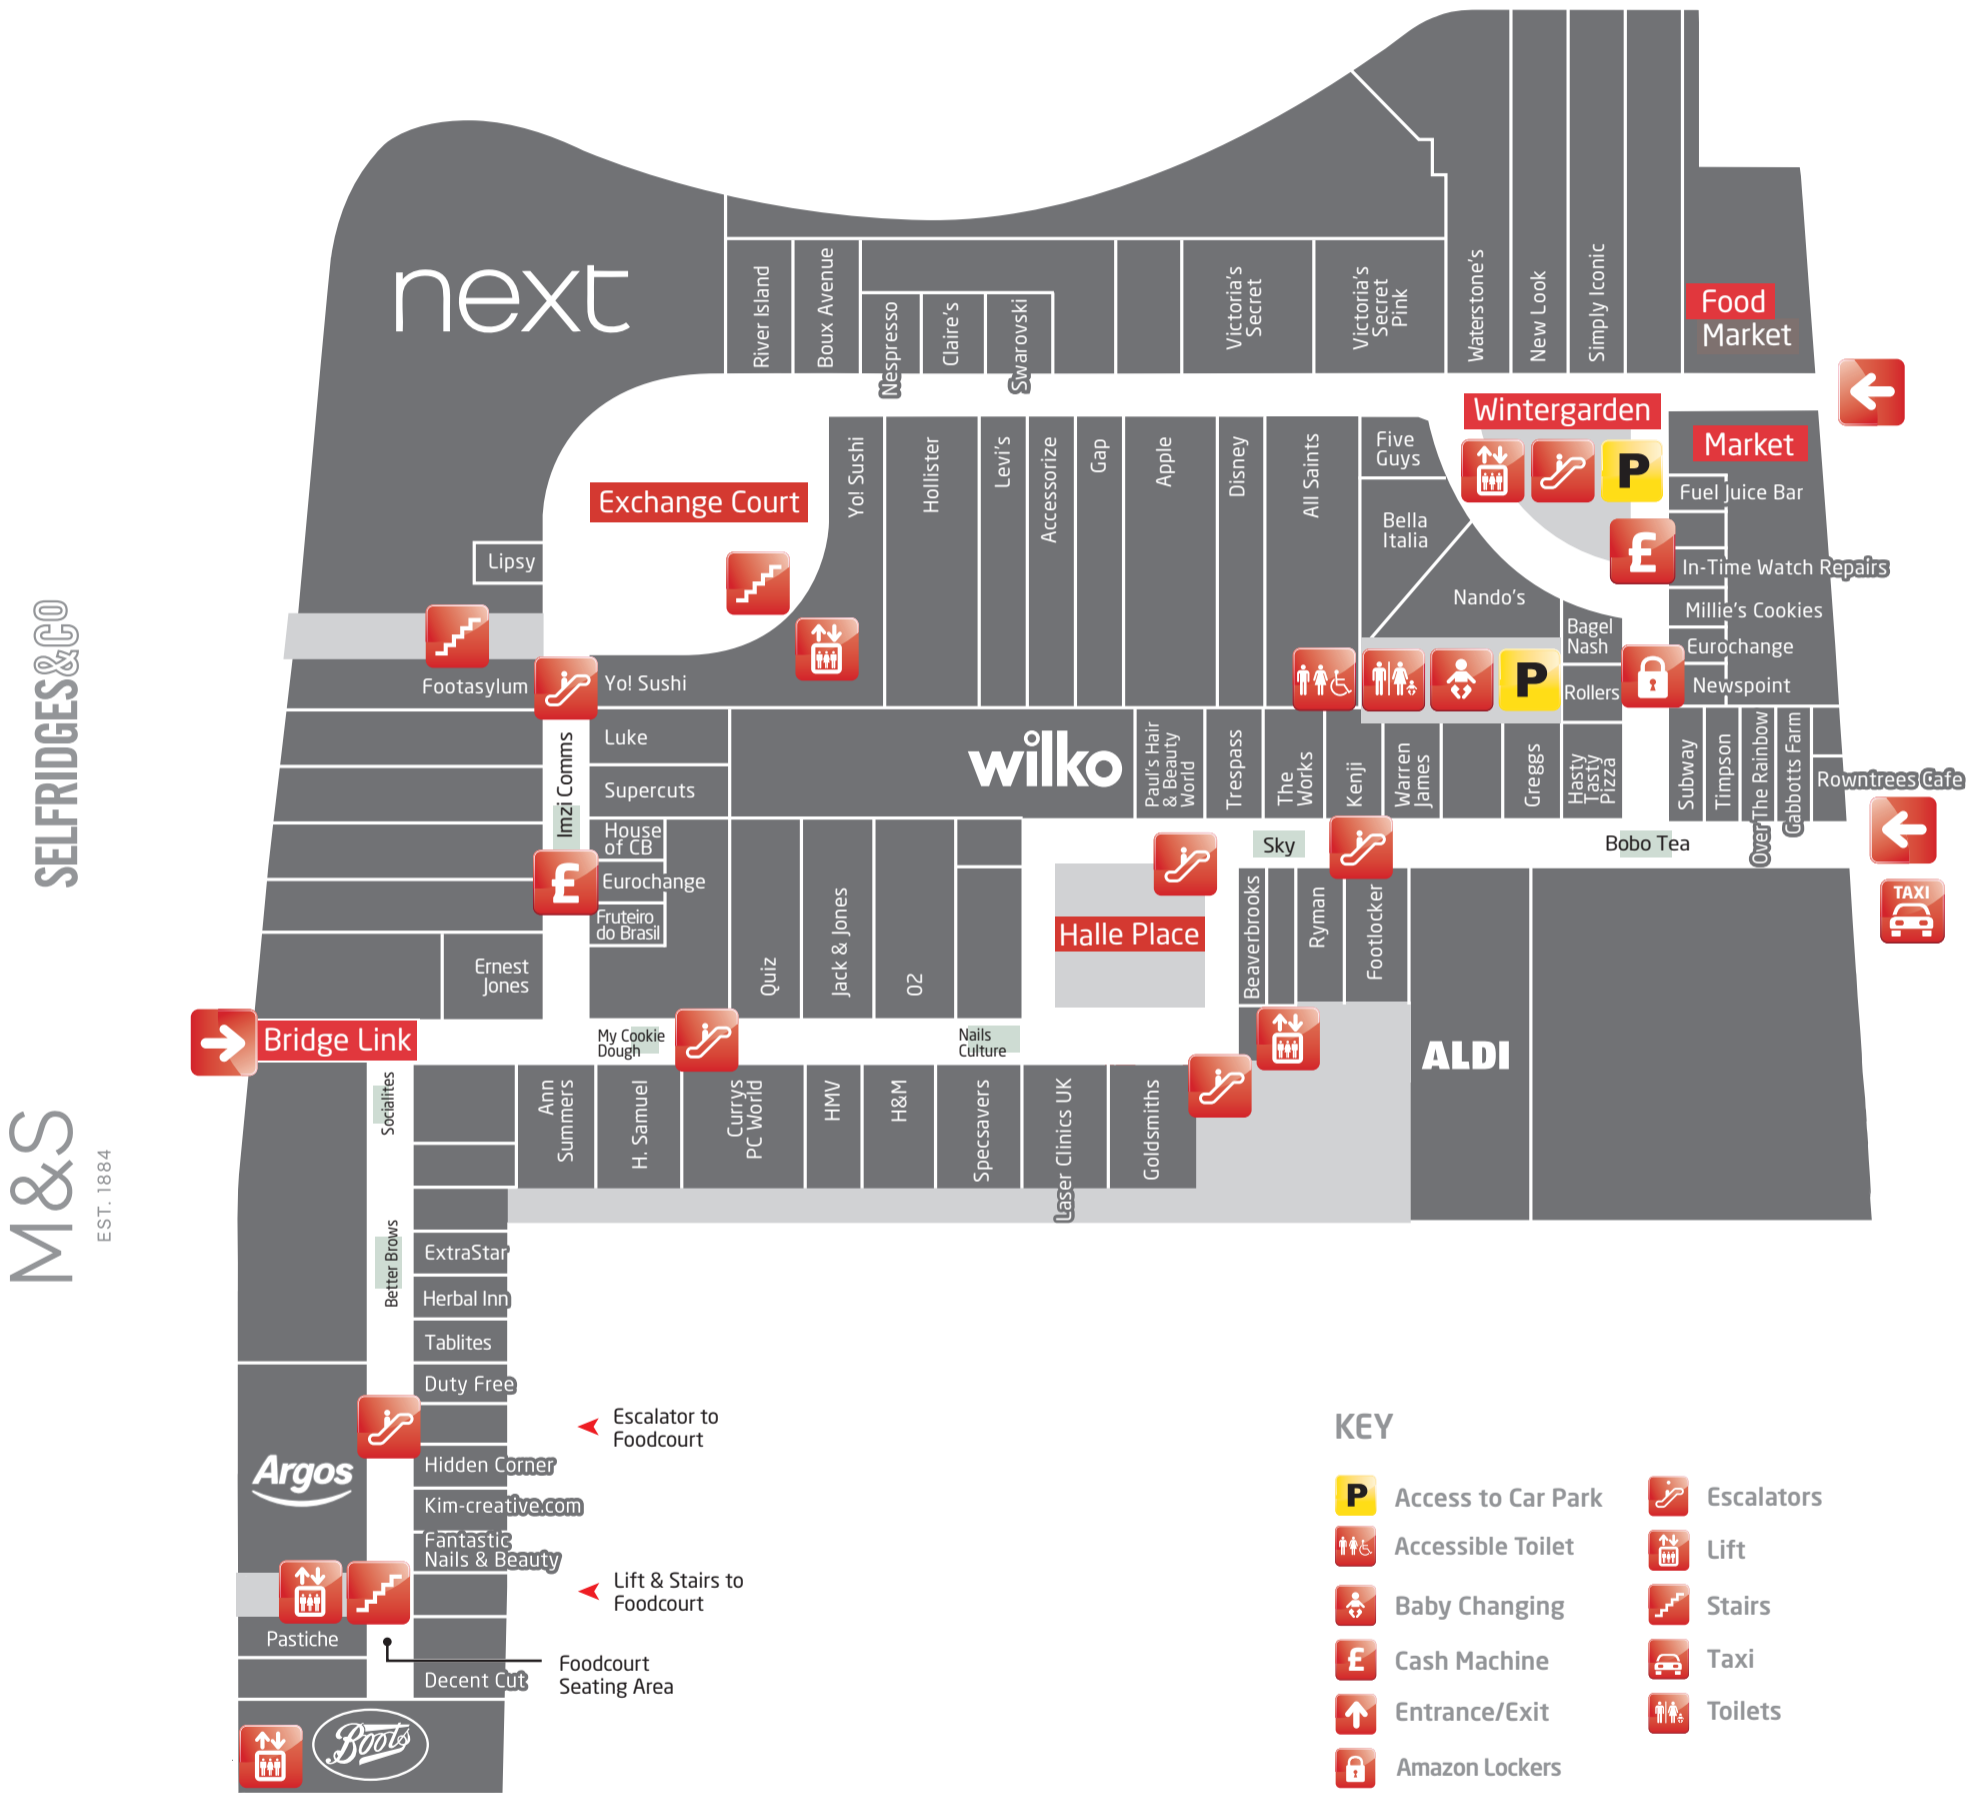 next
River Island
Boux Avenue
Nespresso
Claire's
Swarovski
Victoria's
Secret
Victoria's
Secret
Pink
Waterstone's
New Look
Simply Iconic
Food
Market
Wintergarden
Market
Exchange Court
Yo! Sushi
Hollister
Levi's
Accessorize
Gap
Apple
Disney
All Saints
Five
Guys
Bella
Italia
Nando's
P
£
Fuel Juice Bar
In-Time Watch Repairs
Millie's Cookies
Eurochange
Newspoint
Bagel
Nash
Rollers
P
Lipsy
Footasylum
Yo! Sushi
SELFRIDGES&CO
Luke
Supercuts
Imzi Comms
House
of CB
£
Eurochange
Fruteiro
do Brasil
wilko
Paul's Hair
& Beauty
World
Trespass
The
Works
Kenji
Warren
James
Greggs
Hasty
Tasty
Pizza
Subway
Timpson
Over The Rainbow
Gabbotts Farm
Rowntrees Cafe
Sky
Bobo Tea
TAXI
Quiz
Jack & Jones
O2
Halle Place
Beaverbrooks
Ryman
Footlocker
ALDI
Ernest
Jones
Bridge Link
My Cookie
Dough
Nails
Culture
M&S
EST. 1884
Socialites
Ann
Summers
H. Samuel
Currys
PC World
HMV
H&M
Specsavers
Laser Clinics UK
Goldsmiths
Better Brows
ExtraStar
Herbal Inn
Tablites
Duty Free
Hidden Corner
Kim-creative.com
Fantastic
Nails & Beauty
Argos
Pastiche
Decent Cut
Boots
Escalator to
Foodcourt
Lift & Stairs to
Foodcourt
Foodcourt
Seating Area
KEY
P Access to Car Park
Accessible Toilet
Baby Changing
£ Cash Machine
Entrance/Exit
Amazon Lockers
Escalators
Lift
Stairs
Taxi
Toilets